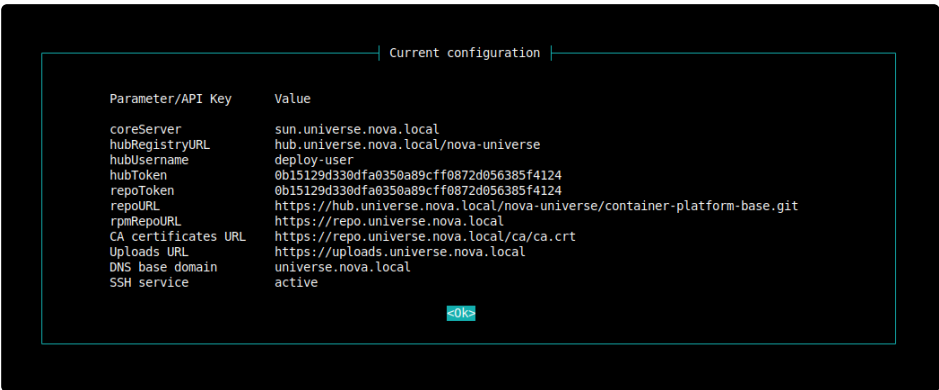 Current configuration
Parameter/API Key Value
coreServer sun.universe.nova.local
hubRegistryURL hub.universe.nova.local/nova-universe
hubUsername deploy-user
hubToken 0b15129d330dfa0350a89cff0872d056385f4124
repoToken 0b15129d330dfa0350a89cff0872d056385f4124
repoURL https://hub.universe.nova.local/nova-universe/container-platform-base.git
rpmRepoURL https://repo.universe.nova.local
CA certificates URL https://repo.universe.nova.local/ca/ca.crt
Uploads URL https://uploads.universe.nova.local
DNS base domain universe.nova.local
SSH service active
<Ok>